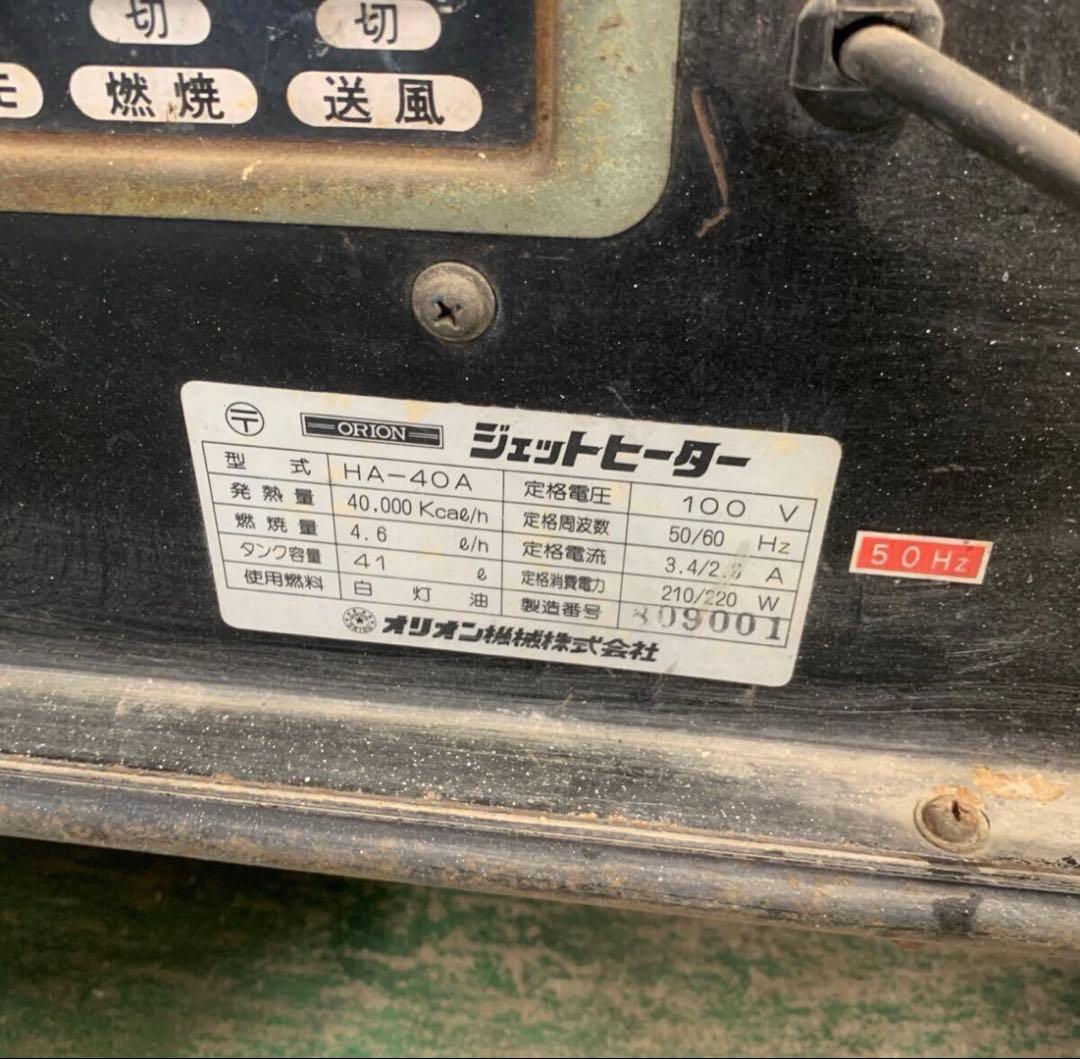 切 切
燃焼 送風
〒 ORION ジェットヒーター
型式 HA-40A 定格電圧 100 V
発熱量 40,000 Kcaℓ/h 定格周波数 50/60 Hz
燃焼量 4.6 ℓ/h 定格電流 3.4/2. A
タンク容量 41 ℓ 定格消費電力 210/220 W
使用燃料 白灯油 製造番号 809001
オリオン機械株式会社
50Hz